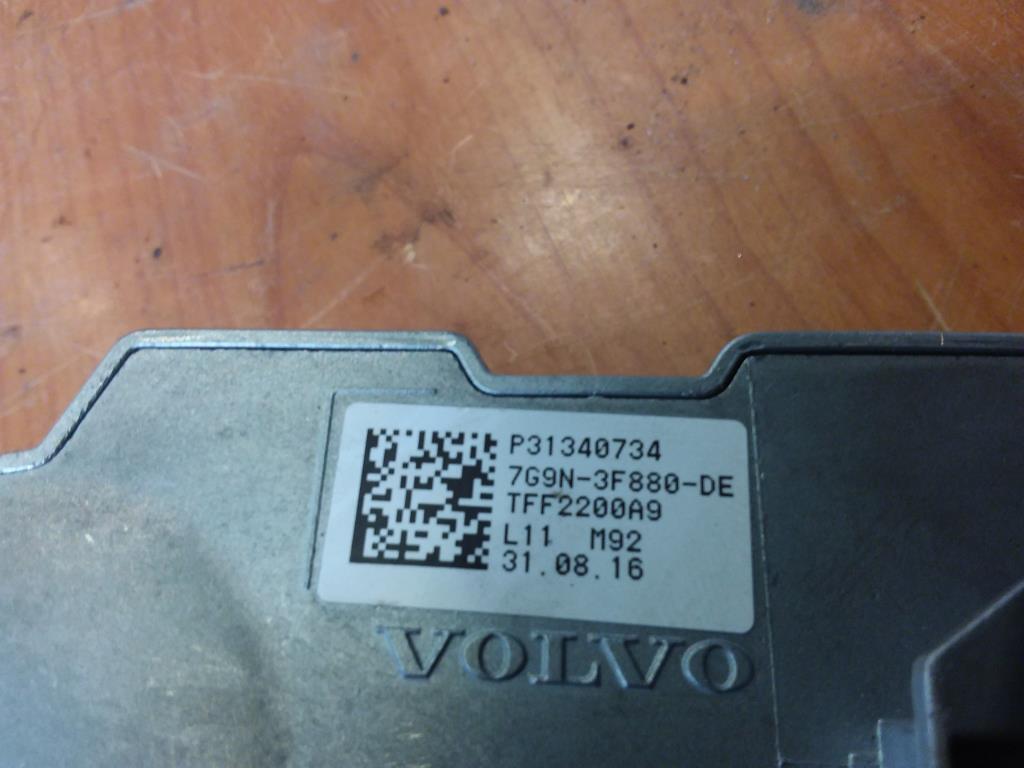 P31340734
7G9N-3F880-DE
TFF2200A9
L11 M92
31.08.16
VOLVO